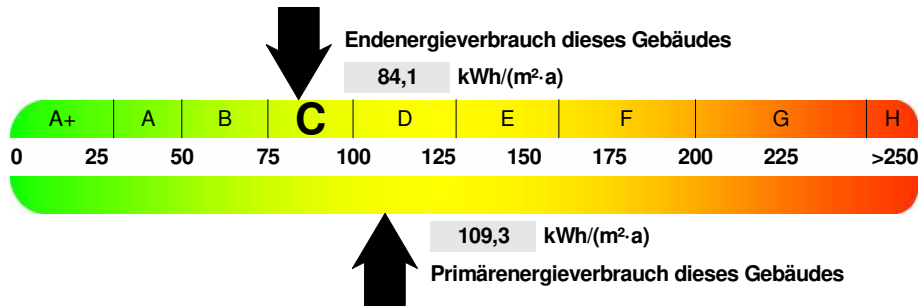 Endenergieverbrauch dieses Gebäudes
84,1 kWh/(m²·a)
A+ A B C D E F G H
0 25 50 75 100 125 150 175 200 225 >250
109,3 kWh/(m²·a)
Primärenergieverbrauch dieses Gebäudes